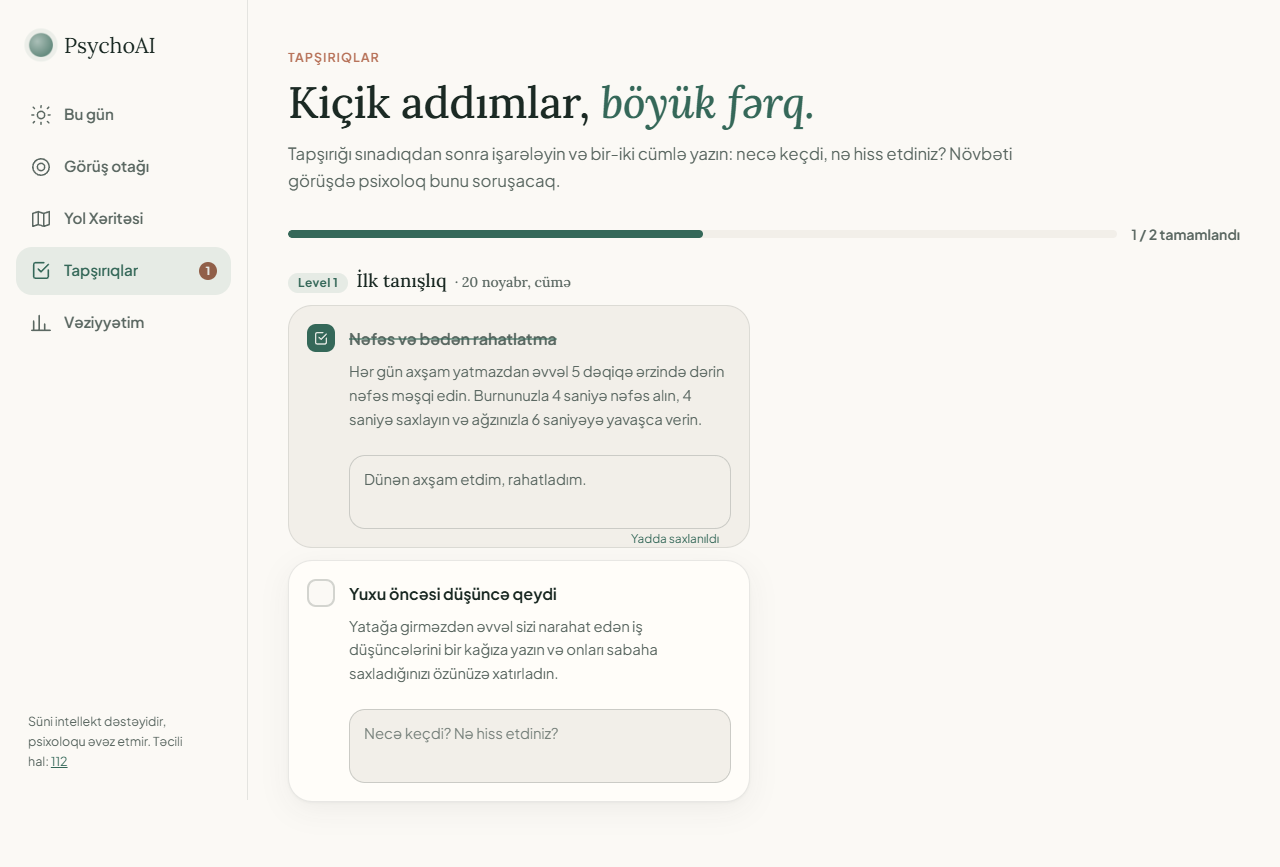 PsychoAI
Bu gün
Görüş otağı
Yol Xəritəsi
Tapşırıqlar 1
Vəziyyətim
Süni intellekt dəstəyidir,
psixoloqu əvəz etmir. Təcili
hal: 112
TAPŞIRIQLAR
Kiçik addımlar, böyük fərq.
Tapşırığı sınadıqdan sonra işarələyin və bir-iki cümlə yazın: necə keçdi, nə hiss etdiniz? Növbəti
görüşdə psixoloq bunu soruşacaq.
1 / 2 tamamlandı
Level 1 İlk tanışlıq · 20 noyabr, cümə
Nəfəs və bədən rahatlatma
Hər gün axşam yatmazdan əvvəl 5 dəqiqə ərzində dərin
nəfəs məşqi edin. Burnunuzla 4 saniyə nəfəs alın, 4
saniyə saxlayın və ağzınızla 6 saniyəyə yavaşca verin.
Dünən axşam etdim, rahatladım.
Yadda saxlanıldı
Yuxu öncəsi düşüncə qeydi
Yatağa girməzdən əvvəl sizi narahat edən iş
düşüncələrini bir kağıza yazın və onları sabaha
saxladığınızı özünüzə xatırladın.
Necə keçdi? Nə hiss etdiniz?